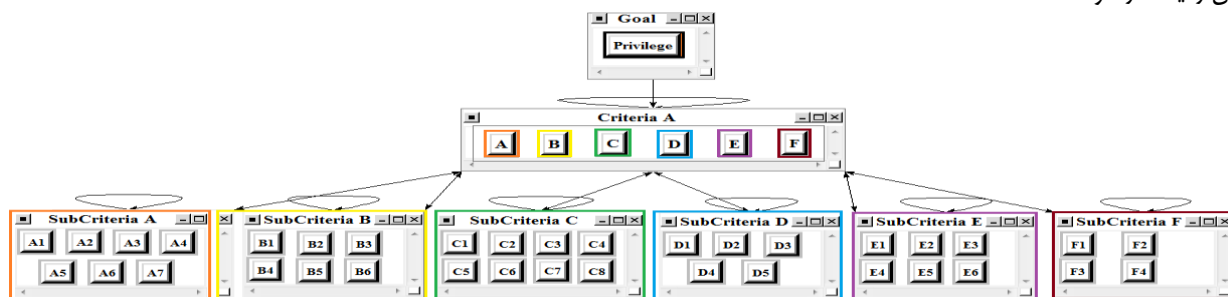 Goal
Privilege
Criteria A
A B C D E F
SubCriteria A
A1 A2 A3 A4
A5 A6 A7
SubCriteria B
B1 B2 B3
B4 B5 B6
SubCriteria C
C1 C2 C3 C4
C5 C6 C7 C8
SubCriteria D
D1 D2 D3
D4 D5
SubCriteria E
E1 E2 E3
E4 E5 E6
SubCriteria F
F1 F2
F3 F4